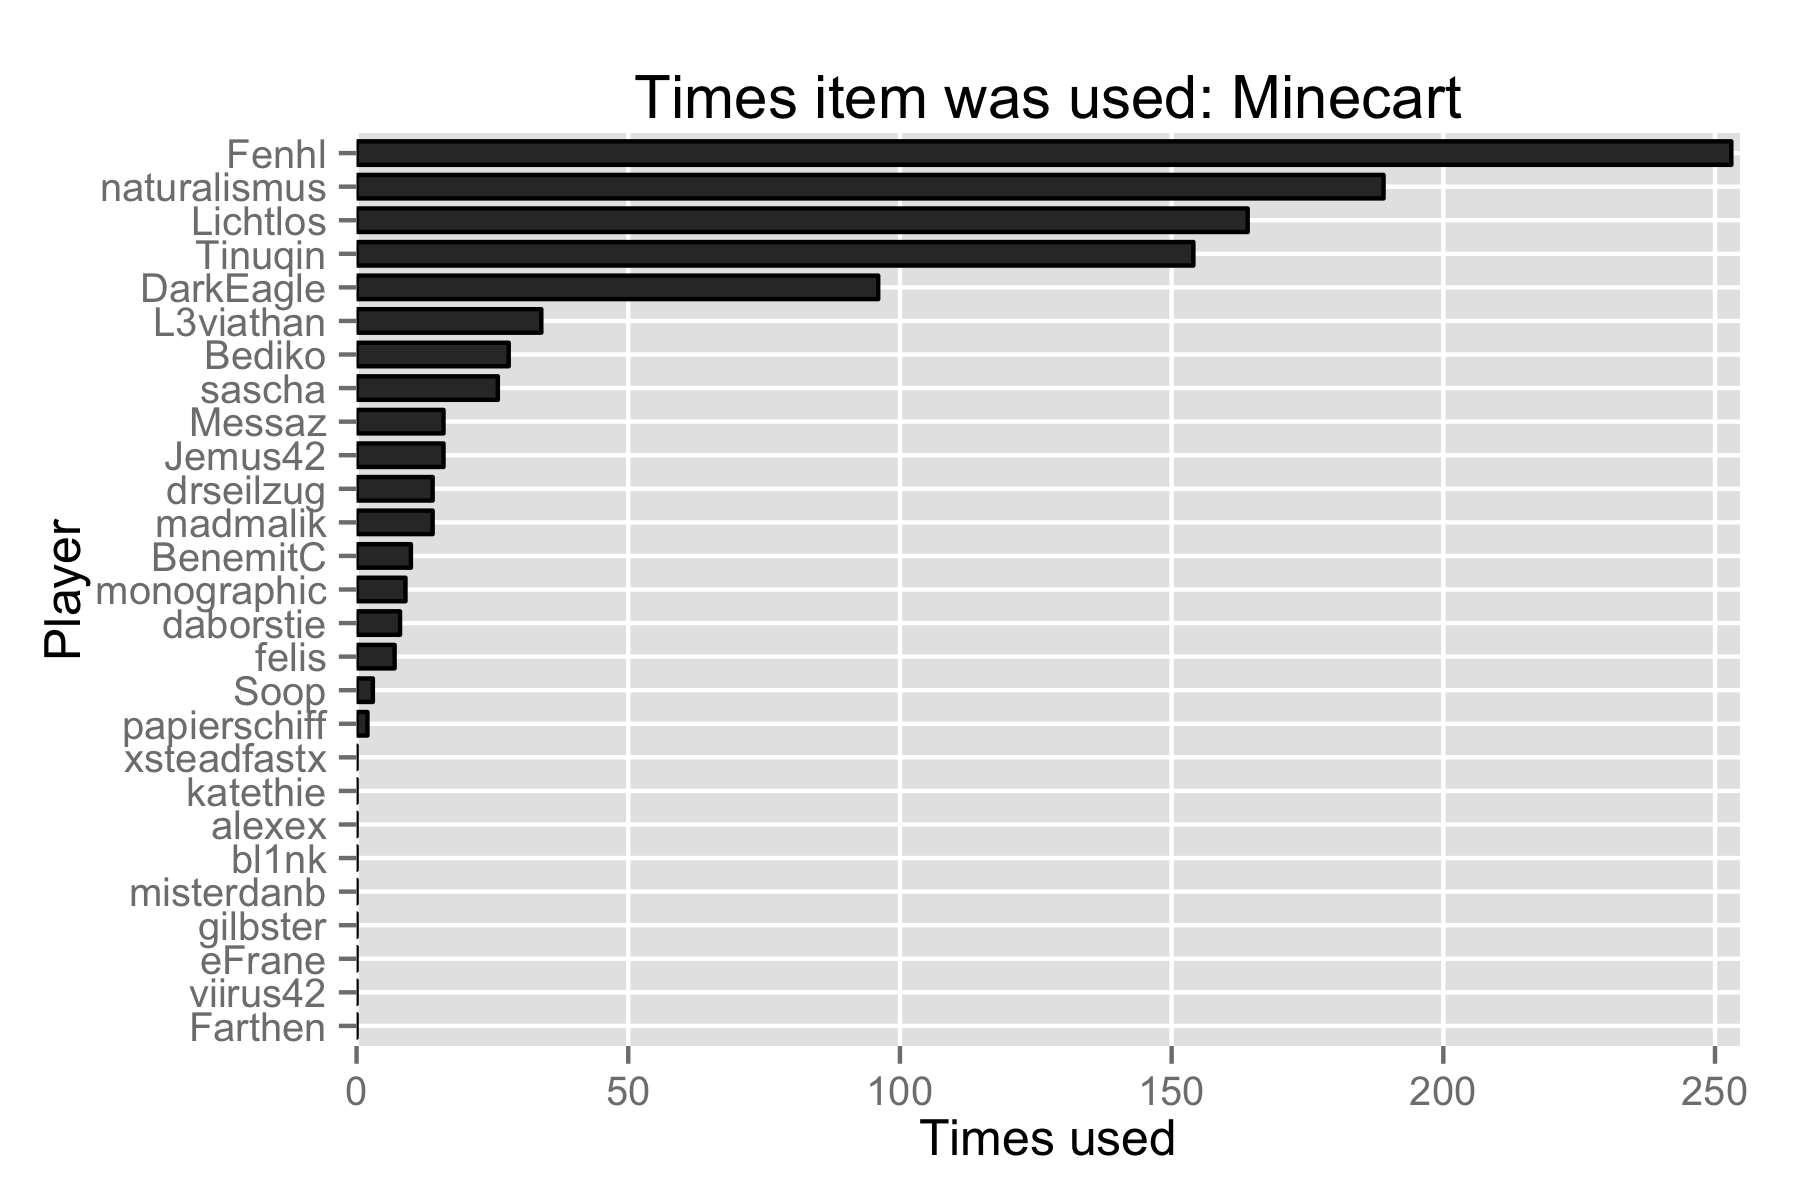 Times item was used: Minecart
Fenhl
naturalismus
Lichtlos
Tinuqin
DarkEagle
L3viathan
Bediko
sascha
Messaz
Jemus42
drseilzug
madmalik
BenemitC
monographic
daborstie
felis
Soop
papierschiff
xsteadfastx
katethie
alexex
bl1nk
misterdanb
gilbster
eFrane
viirus42
Farthen
Player
0 50 100 150 200 250
Times used